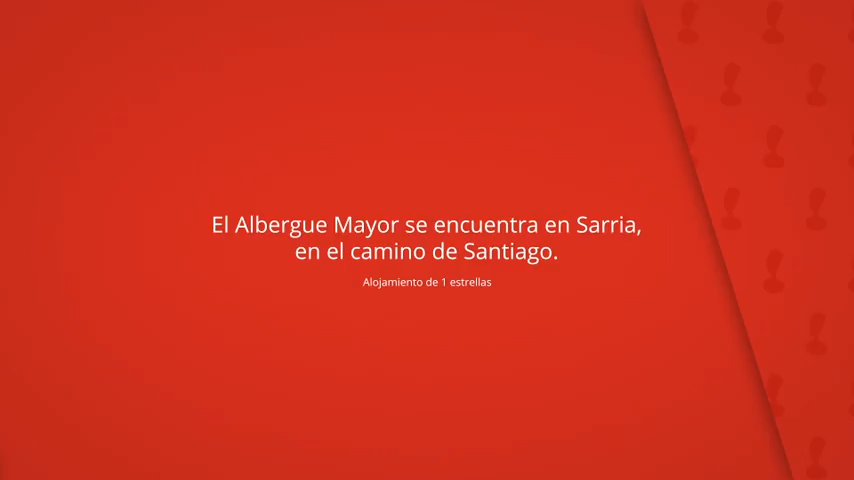 El Albergue Mayor se encuentra en Sarria,
en el camino de Santiago.
Alojamiento de 1 estrellas